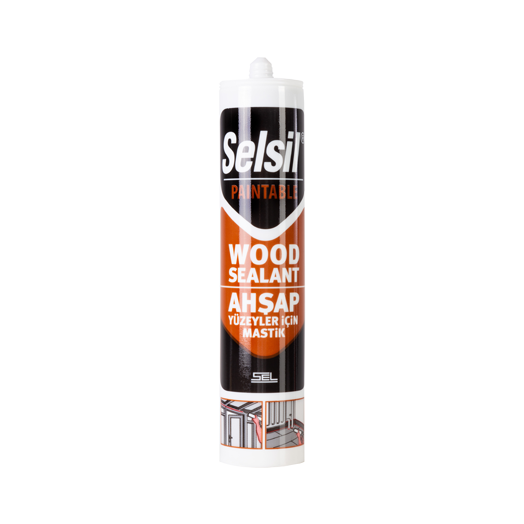 Selsil
PAINTABLE
WOOD
SEALANT
AHŞAP
YÜZEYLER İÇİN
MASTİK
SEL